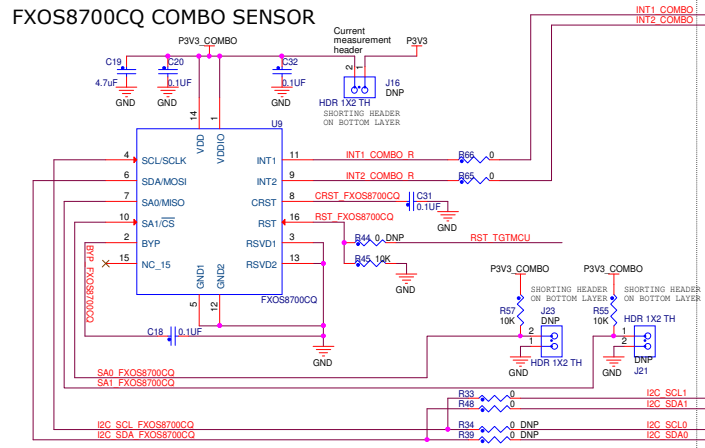 FXOS8700CQ COMBO SENSOR
INT1_COMBO
INT2_COMBO
Current
measurement
header
P3V3_COMBO
P3V3
C19
4.7uF
GND
C20
0.1UF
GND
C32
0.1UF
GND
2
1
J16
DNP
HDR 1X2 TH
SHORTING HEADER
ON BOTTOM LAYER
U9
14
1
VDD
VDDIO
4
SCL/SCLK
INT1
11
INT1_COMBO_R
R66
0
6
SDA/MOSI
INT2
9
INT2_COMBO_R
R65
0
7
SA0/MISO
CRST
8
CRST_FXOS8700CQ
C31
0.1UF
GND
10
SA1/CS
RST
16
RST_FXOS8700CQ
2
BYP
RSVD1
3
R44
0
DNP
RST_TGTMCU
15
NC_15
RSVD2
13
R45
10K
GND
GND1
GND2
5
12
FXOS8700CQ
BYP_FXOS8700CQ
C18
0.1UF
GND
P3V3_COMBO
SHORTING HEADER
ON BOTTOM LAYER
R57
10K
J23
DNP
2
1
GND
HDR 1X2 TH
P3V3_COMBO
SHORTING HEADER
ON BOTTOM LAYER
R55
10K
HDR 1X2 TH
1
2
GND
DNP
J21
SA0_FXOS8700CQ
SA1_FXOS8700CQ
R33
0
I2C_SCL1
R48
0
I2C_SDA1
I2C_SCL_FXOS8700CQ
R34
0 DNP
I2C_SCL0
I2C_SDA_FXOS8700CQ
R39
0 DNP
I2C_SDA0